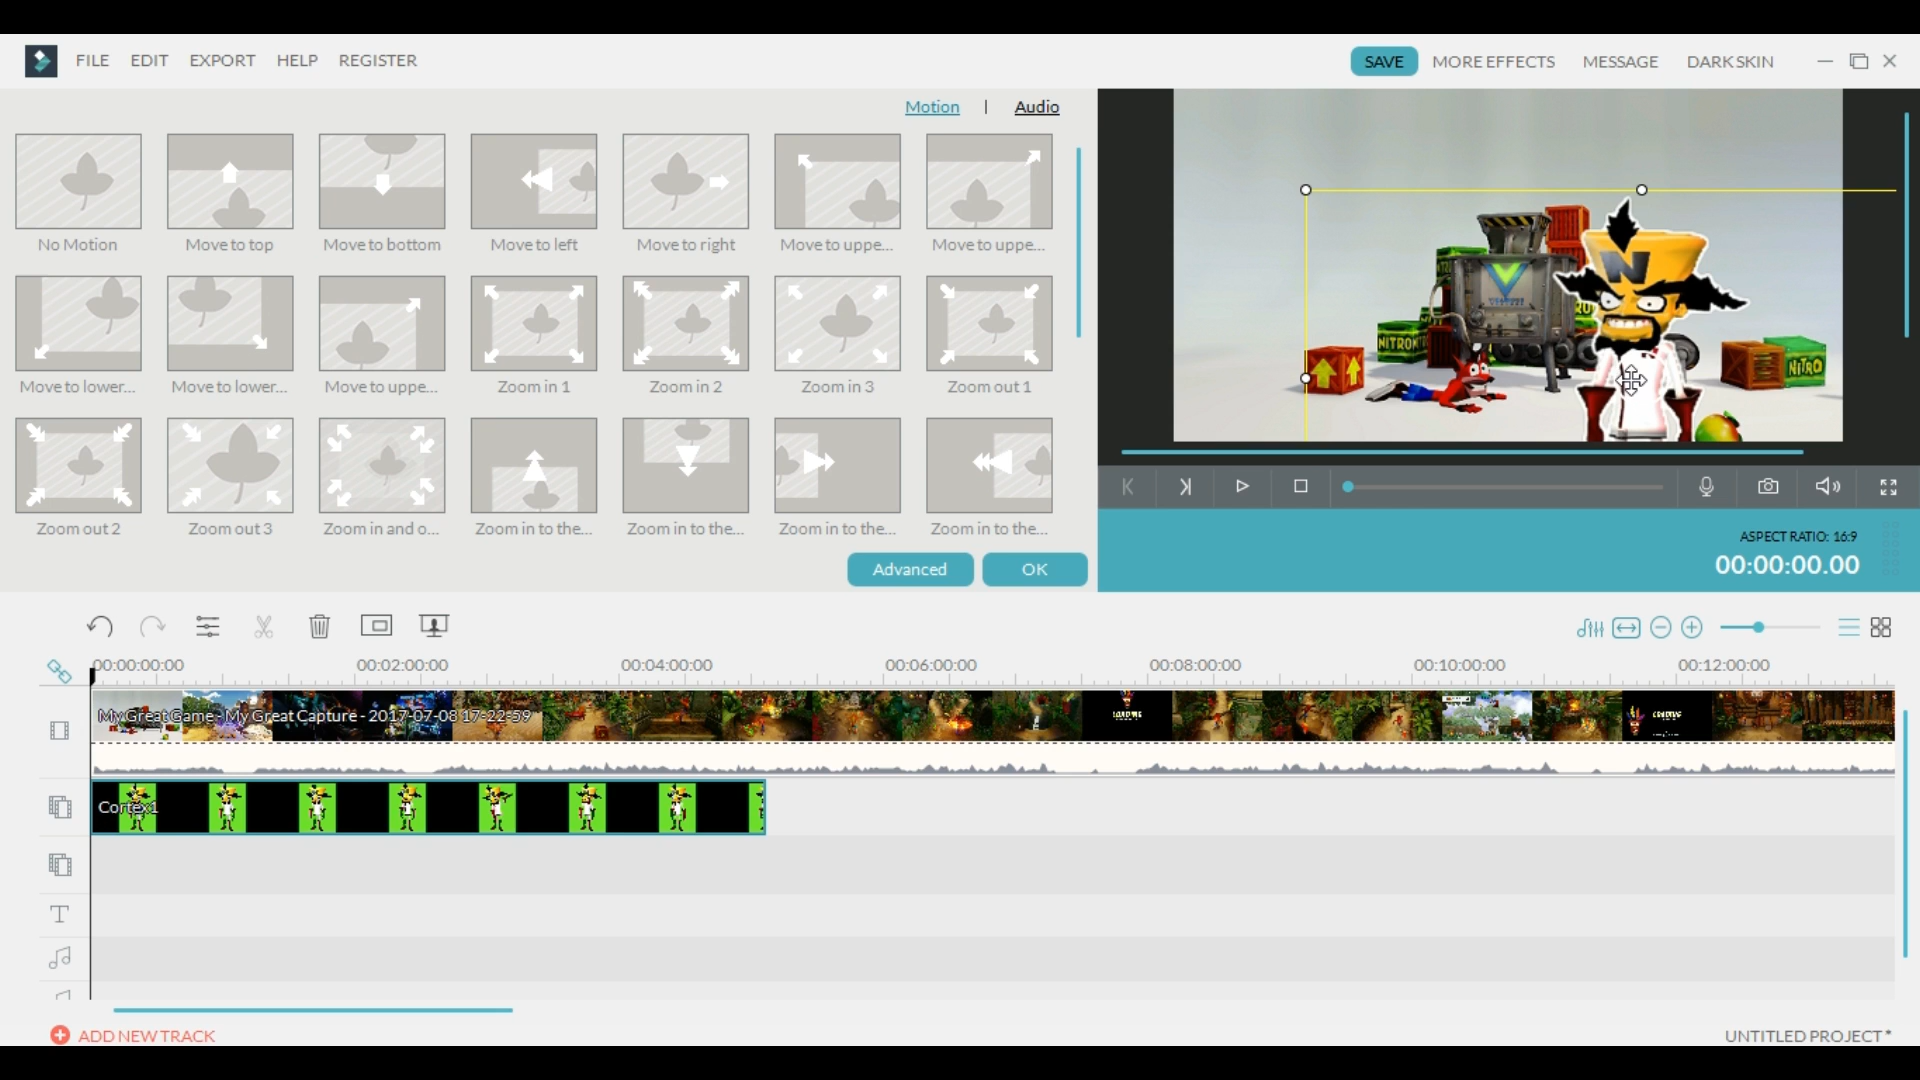 FILE EDIT EXPORT HELP REGISTER
SAVE MORE EFFECTS MESSAGE DARK SKIN
Motion | Audio
No Motion Move to top Move to bottom Move to left Move to right Move to uppe... Move to uppe...
Move to lower... Move to lower... Move to uppe... Zoom in 1 Zoom in 2 Zoom in 3 Zoom out 1
Zoom out 2 Zoom out 3 Zoom in and o... Zoom in to the... Zoom in to the... Zoom in to the... Zoom in to the...
Advanced OK
N
NITRO
NITRO
ASPECT RATIO: 16:9
00:00:00.00
00:00:00:00 00:02:00:00 00:04:00:00 00:06:00:00 00:08:00:00 00:10:00:00 00:12:00:00
My Great Game - My Great Capture - 2017-07-08 17-22-59
LOADING
Cortex1
T
ADD NEW TRACK
UNTITLED PROJECT *